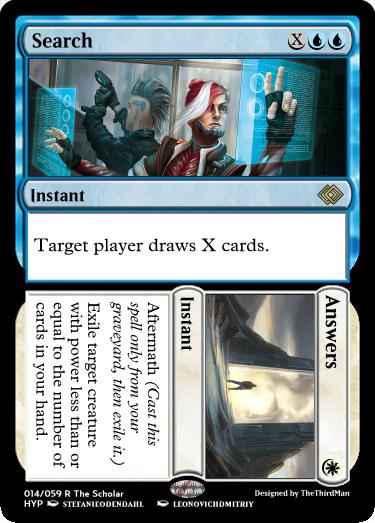 Search
X
Instant
Target player draws X cards.
Answers
Instant
Aftermath (Cast this
spell only from your
graveyard, then exile it.)
Exile target creature
with power less than or
equal to the number of
cards in your hand.
014/059 R The Scholar
HYP STEFANIEODENDAHL LEONOVICHDMITRIY
Designed by TheThirdMan